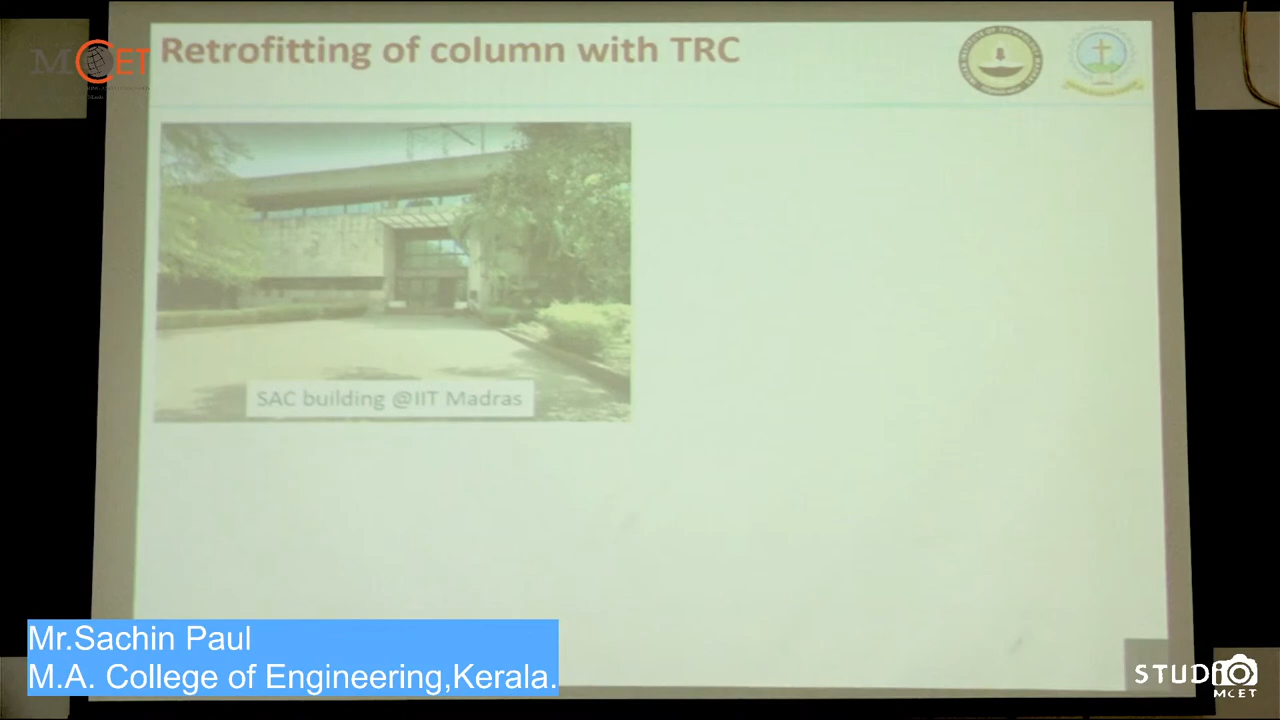 MCET
Retrofitting of column with TRC
SAC building @IIT Madras
Mr.Sachin Paul
M.A. College of Engineering,Kerala.
STUDIO
MCET